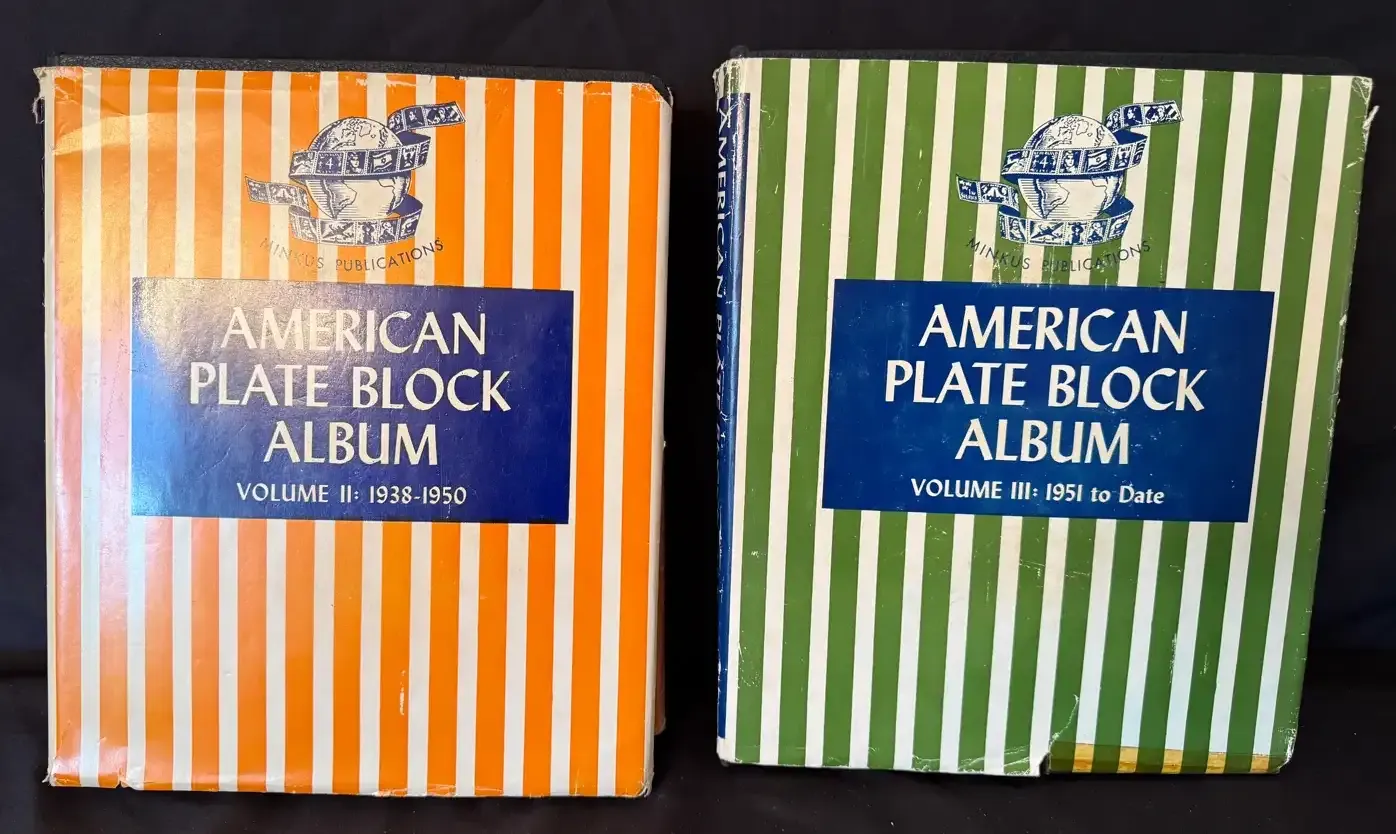 MINKUS PUBLICATIONS
AMERICAN
PLATE BLOCK
ALBUM
VOLUME II: 1938-1950
AMERICAN PLATE
MINKUS PUBLICATIONS
AMERICAN
PLATE BLOCK
ALBUM
VOLUME III: 1951 to Date